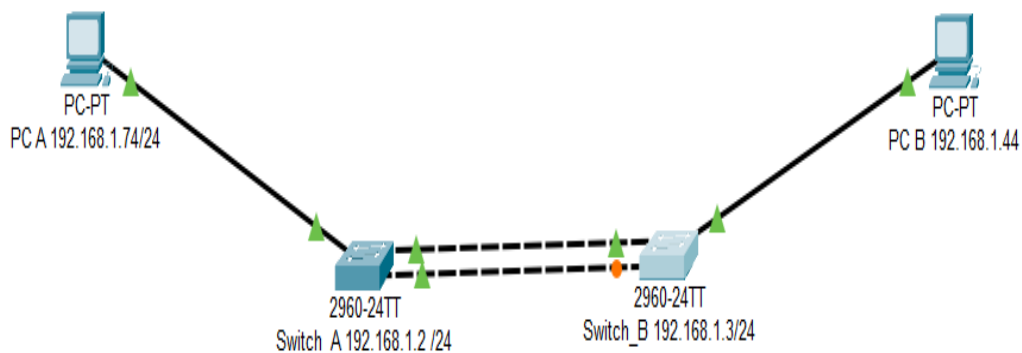 PC-PT
PC A 192.168.1.74/24
PC-PT
PC B 192.168.1.44
2960-24TT
Switch_A 192.168.1.2 /24
2960-24TT
Switch_B 192.168.1.3/24